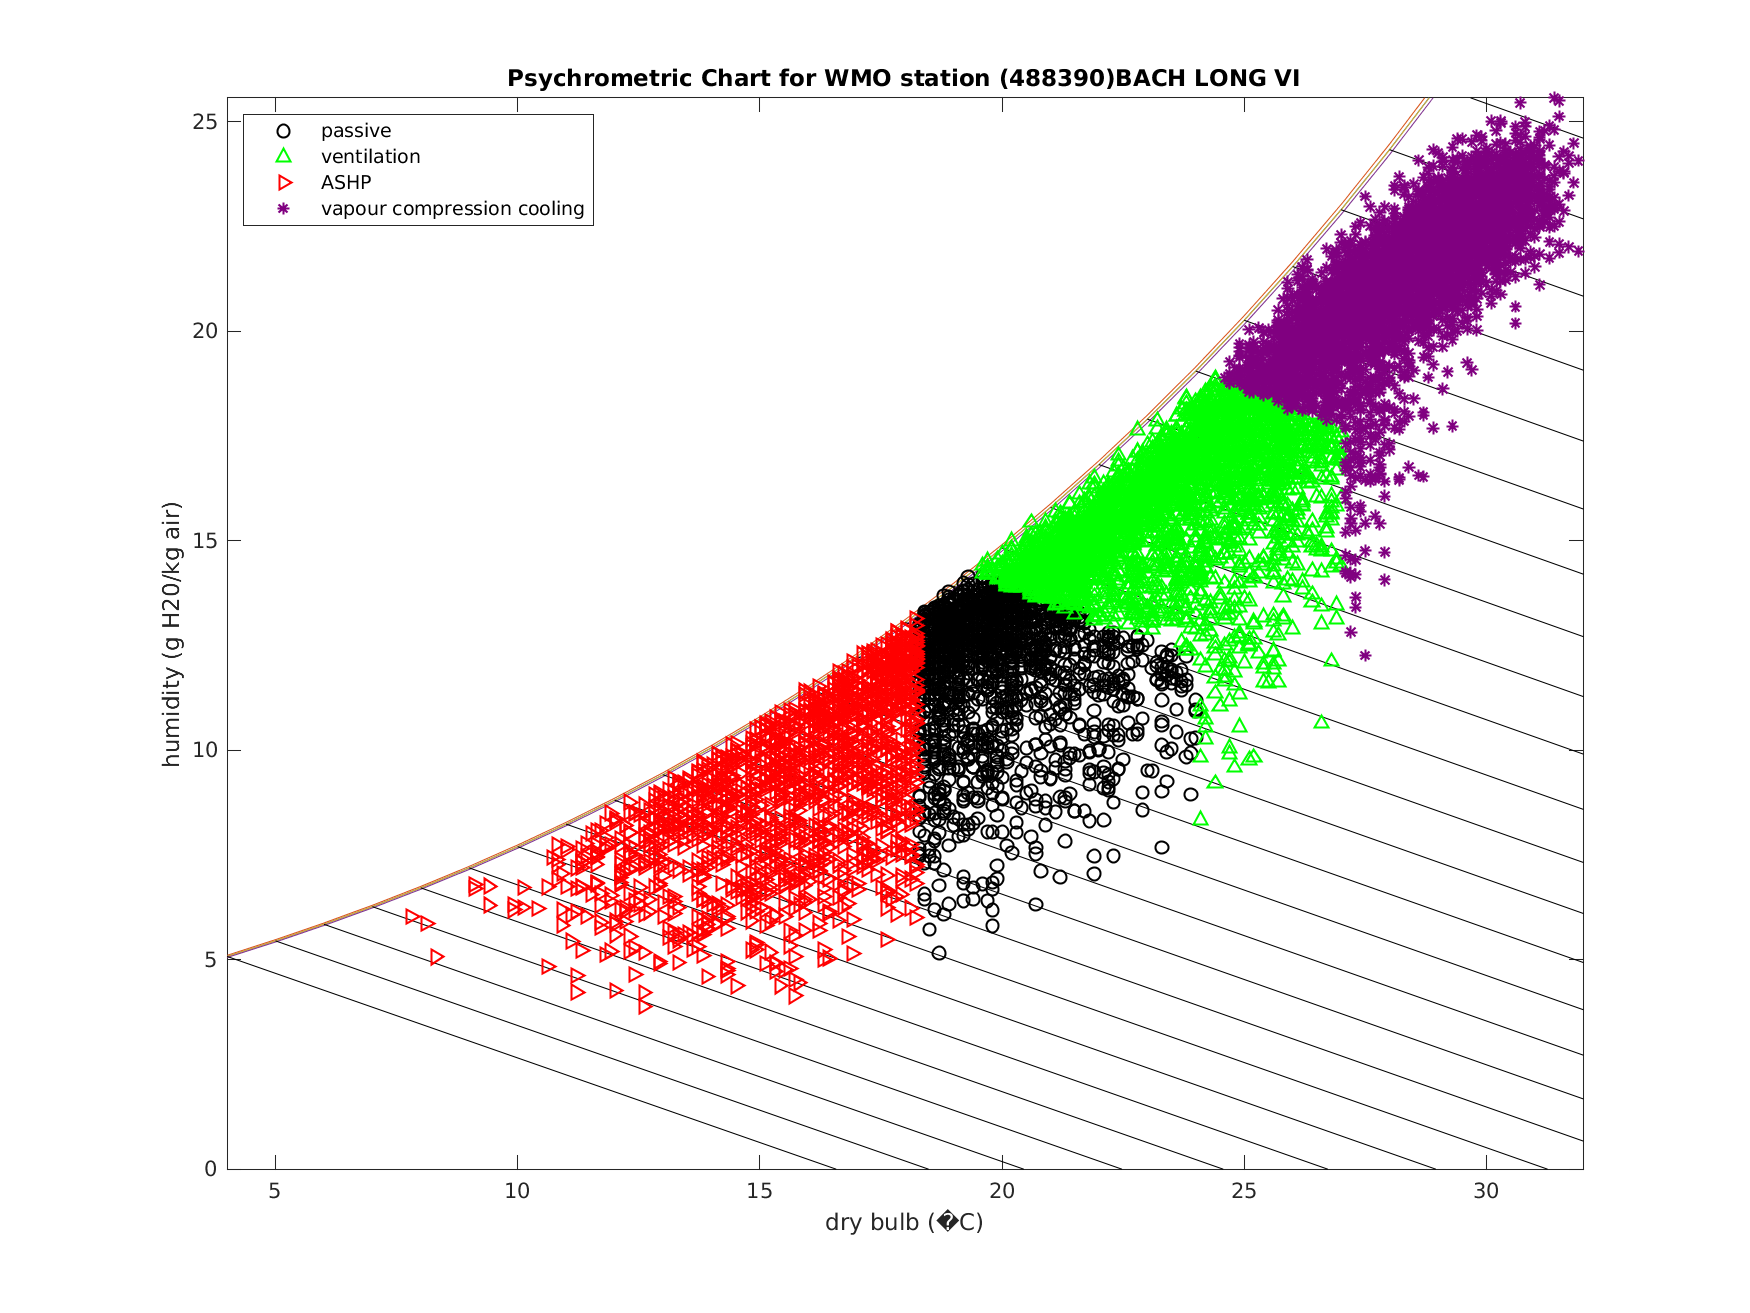 Psychrometric Chart for WMO station (488390)BACH LONG VI
passive
ventilation
ASHP
vapour compression cooling
25
20
15
10
5
0
humidity (g H20/kg air)
5 10 15 20 25 30
dry bulb (�C)